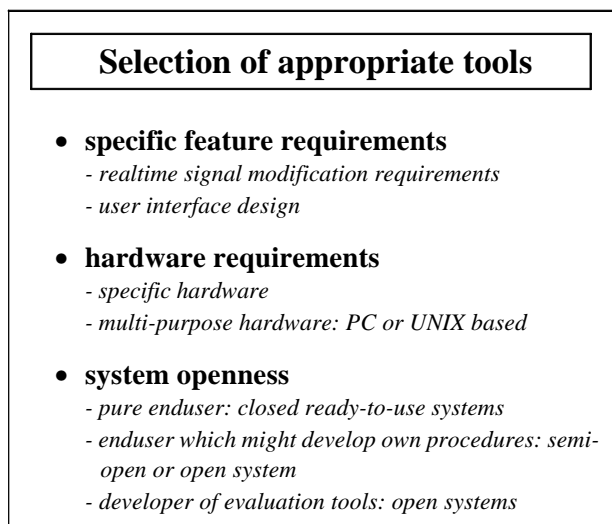 Selection of appropriate tools
• specific feature requirements
- realtime signal modification requirements
- user interface design
• hardware requirements
- specific hardware
- multi-purpose hardware: PC or UNIX based
• system openness
- pure enduser: closed ready-to-use systems
- enduser which might develop own procedures: semi-
open or open system
- developer of evaluation tools: open systems